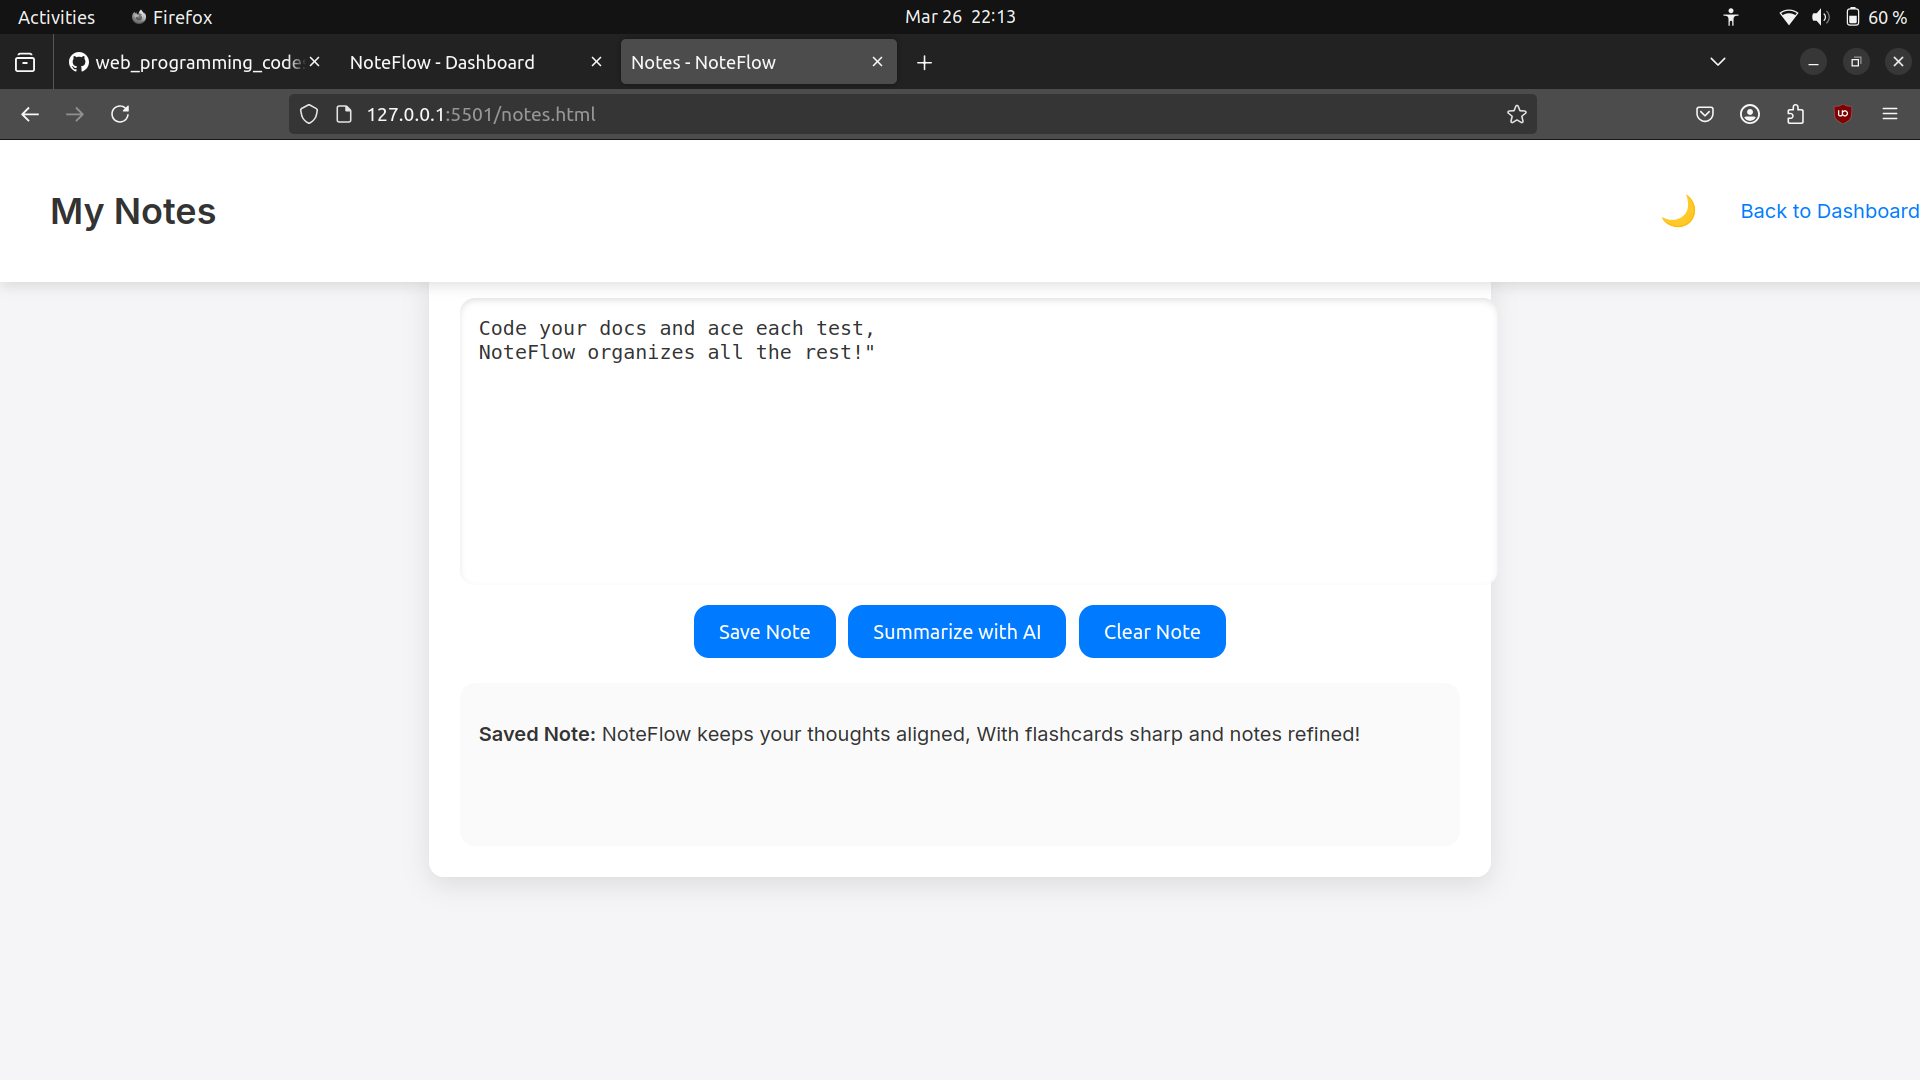 Activities
Firefox
Mar 26 22:13
60 %
web_programming_code
NoteFlow - Dashboard
Notes - NoteFlow
127.0.0.1:5501/notes.html
My Notes
Back to Dashboard
Code your docs and ace each test,
NoteFlow organizes all the rest!"
Save Note
Summarize with AI
Clear Note
Saved Note: NoteFlow keeps your thoughts aligned, With flashcards sharp and notes refined!